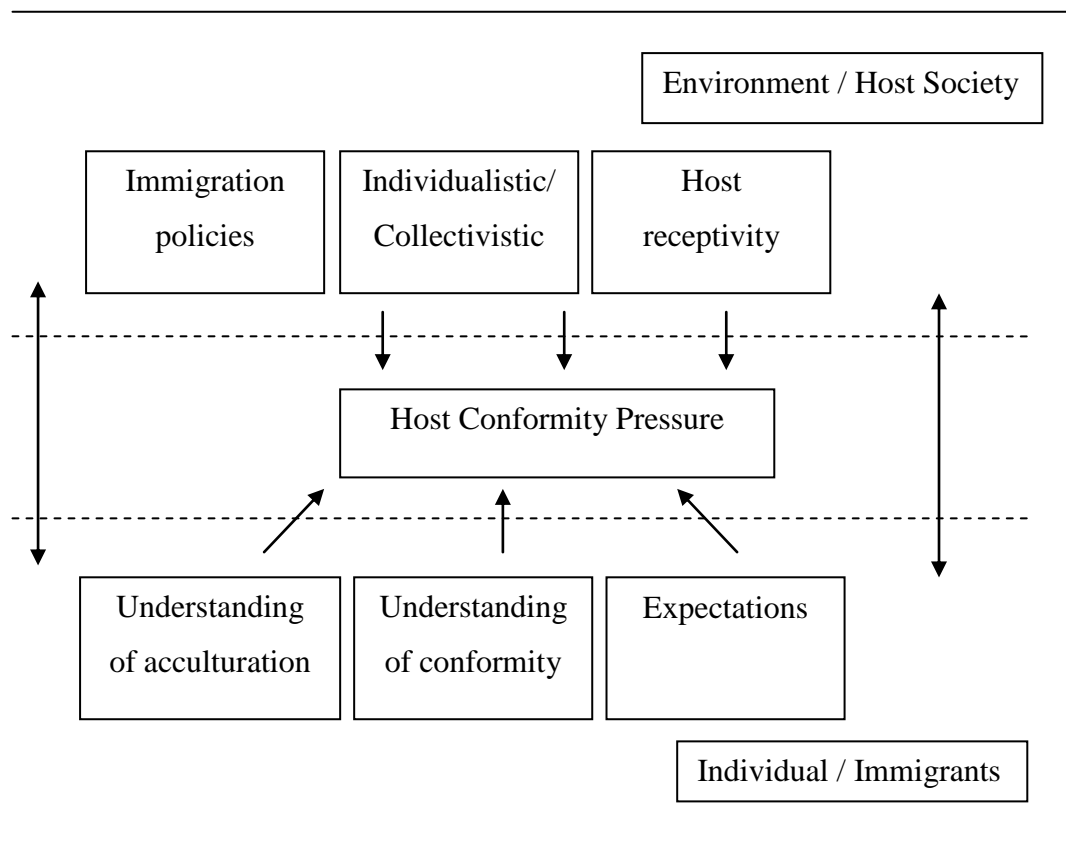 Environment / Host Society
Immigration
policies
Individualistic/
Collectivistic
Host
receptivity
Host Conformity Pressure
Understanding
of acculturation
Understanding
of conformity
Expectations
Individual / Immigrants